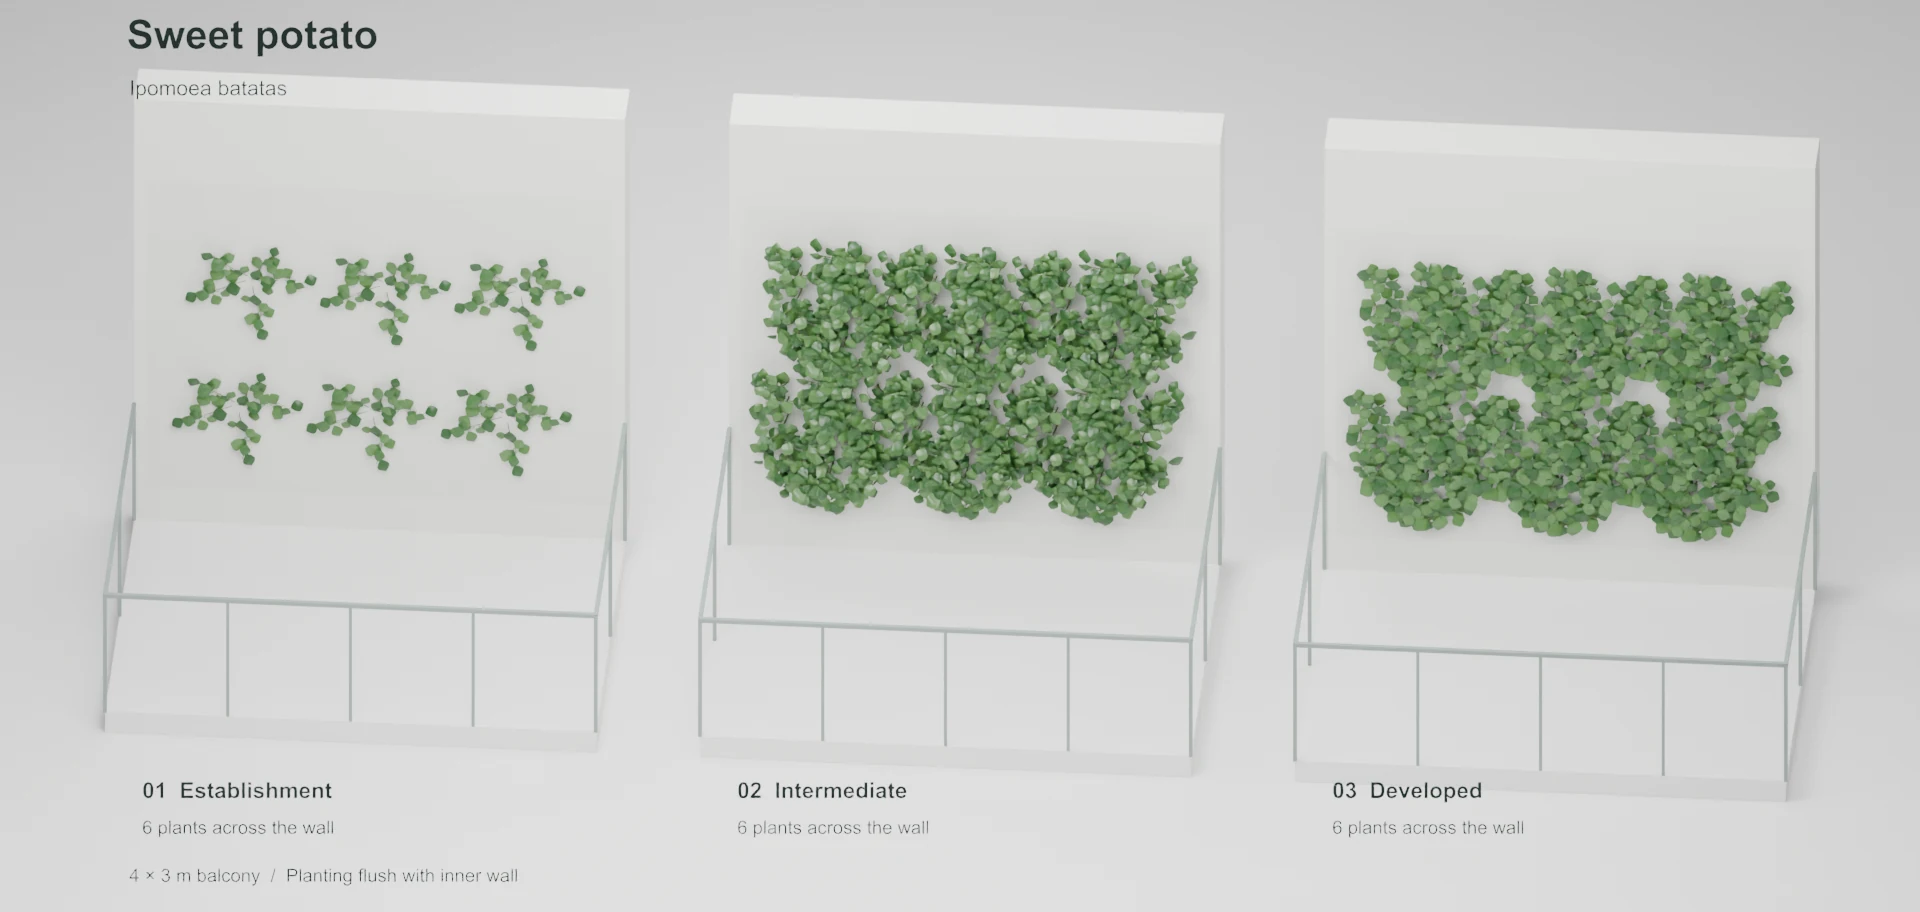 Sweet potato
Ipomoea batatas
01 Establishment
6 plants across the wall
02 Intermediate
6 plants across the wall
03 Developed
6 plants across the wall
4 × 3 m balcony / Planting flush with inner wall